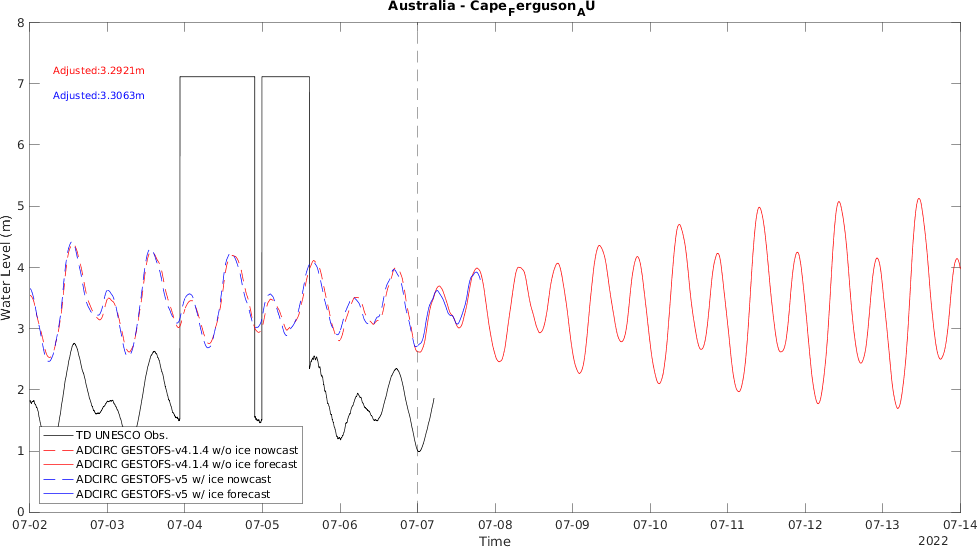 Australia - CapeFergusonAU
8
7
6
5
4
3
2
1
0
Water Level (m)
Adjusted:3.2921m
Adjusted:3.3063m
TD UNESCO Obs.
ADCIRC GESTOFS-v4.1.4 w/o ice nowcast
ADCIRC GESTOFS-v4.1.4 w/o ice forecast
ADCIRC GESTOFS-v5 w/ ice nowcast
ADCIRC GESTOFS-v5 w/ ice forecast
07-02 07-03 07-04 07-05 07-06 07-07 07-08 07-09 07-10 07-11 07-12 07-13 07-14
Time
2022